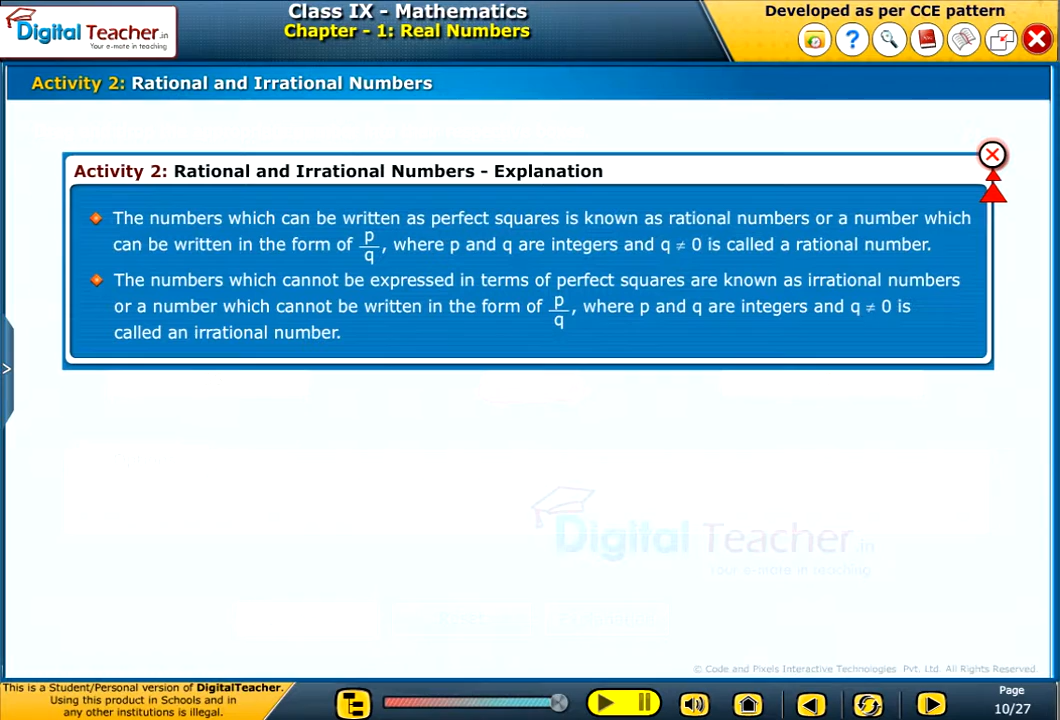 Digital Teacher.in
Your e-mate in teaching
Class IX - Mathematics
Chapter - 1: Real Numbers
Developed as per CCE pattern
Activity 2: Rational and Irrational Numbers
Activity 2: Rational and Irrational Numbers - Explanation
The numbers which can be written as perfect squares is known as rational numbers or a number which
can be written in the form of p/q, where p and q are integers and q ≠ 0 is called a rational number.
The numbers which cannot be expressed in terms of perfect squares are known as irrational numbers
or a number which cannot be written in the form of p/q, where p and q are integers and q ≠ 0 is
called an irrational number.
Digital Teacher.in
Your e-mate in teaching
© Code and Pixels Interactive Technologies Pvt. Ltd. All Rights Reserved.
This is a Student/Personal version of DigitalTeacher.
Using this product in Schools and in
any other institutions is illegal.
Page
10/27